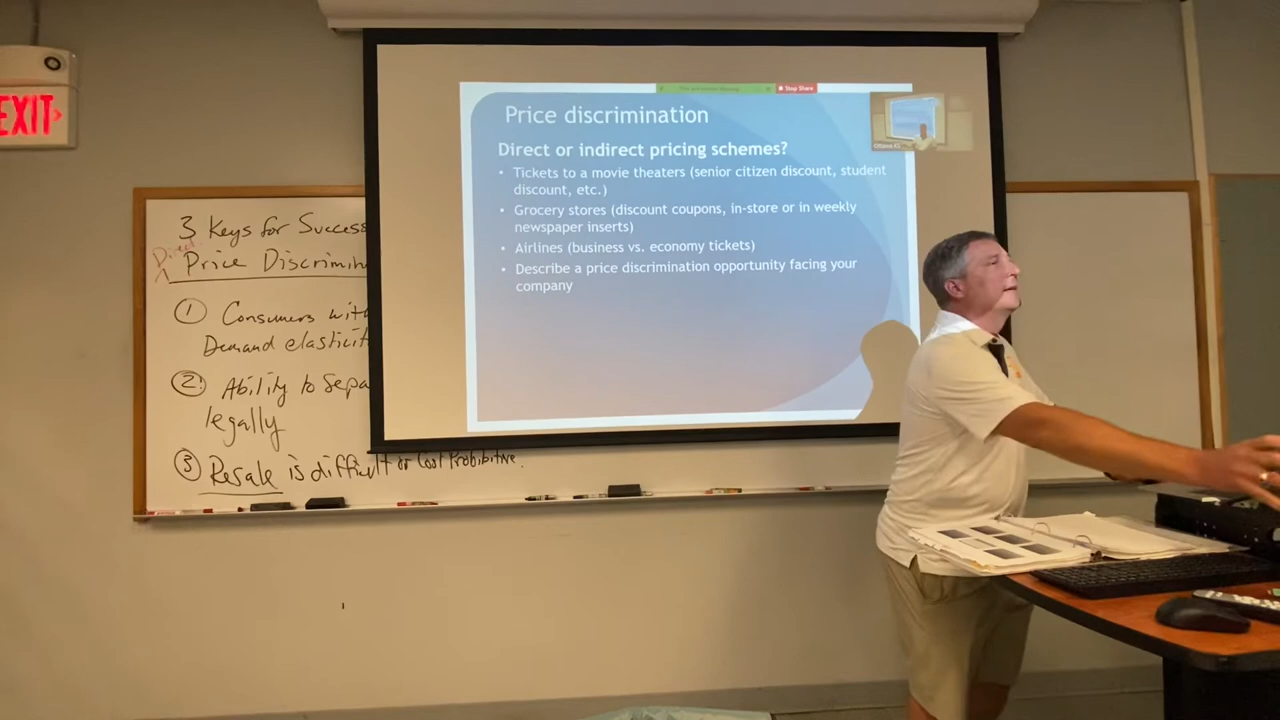 EXIT
Stop Share
Price discrimination
Direct or indirect pricing schemes?
• Tickets to a movie theaters (senior citizen discount, student
discount, etc.)
• Grocery stores (discount coupons, in-store or in weekly
newspaper inserts)
• Airlines (business vs. economy tickets)
• Describe a price discrimination opportunity facing your
company
3 Keys for Success
Direct
Price Discrimin
① Consumers with
Demand elasticit
② Ability to Sepa
legally
③ Resale is difficult or Cost Prohibitive.